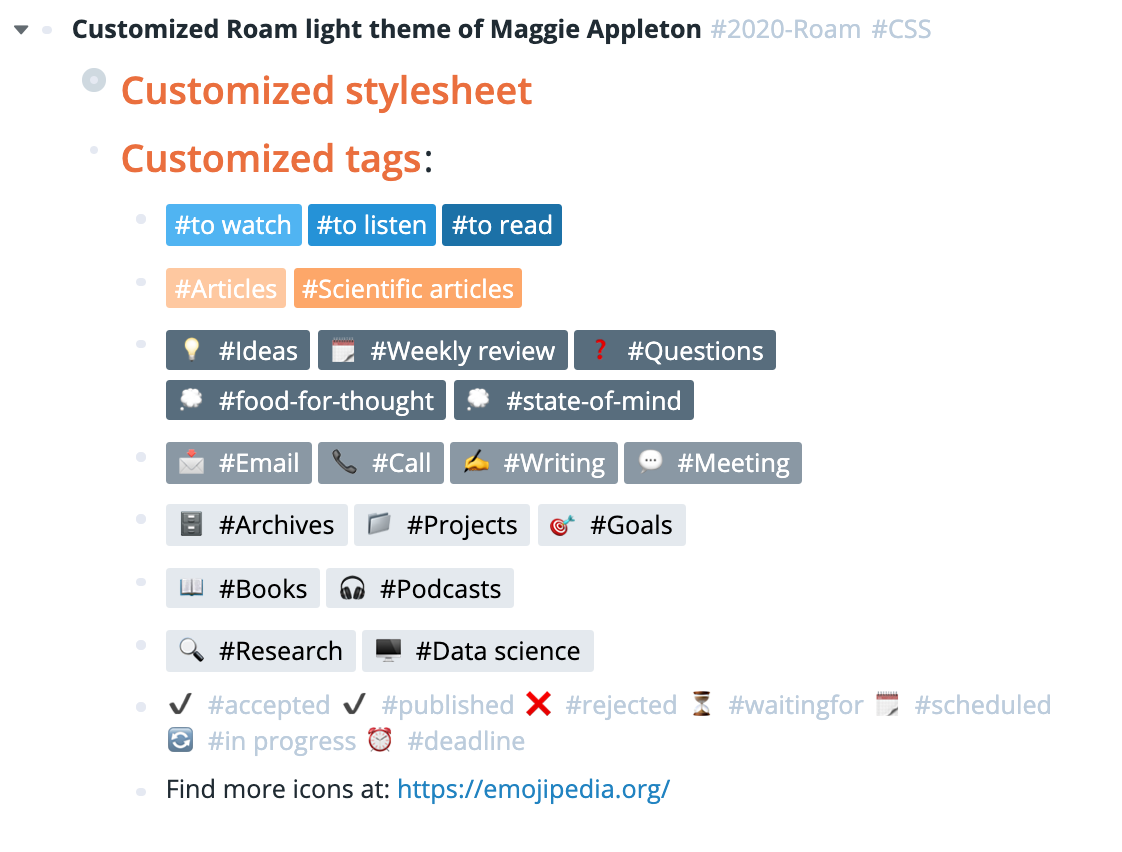 Customized Roam light theme of Maggie Appleton #2020-Roam #CSS
Customized stylesheet
Customized tags:
#to watch #to listen #to read
#Articles #Scientific articles
💡 #Ideas 🗓 #Weekly review ❓ #Questions
💭 #food-for-thought 💭 #state-of-mind
📩 #Email 📞 #Call ✍️ #Writing 💬 #Meeting
🗄 #Archives 📁 #Projects 🎯 #Goals
📖 #Books 🎧 #Podcasts
🔍 #Research 🖥 #Data science
✔ #accepted ✔ #published ❌ #rejected ⏳ #waitingfor 🗓 #scheduled
🔄 #in progress ⏰ #deadline
Find more icons at: https://emojipedia.org/